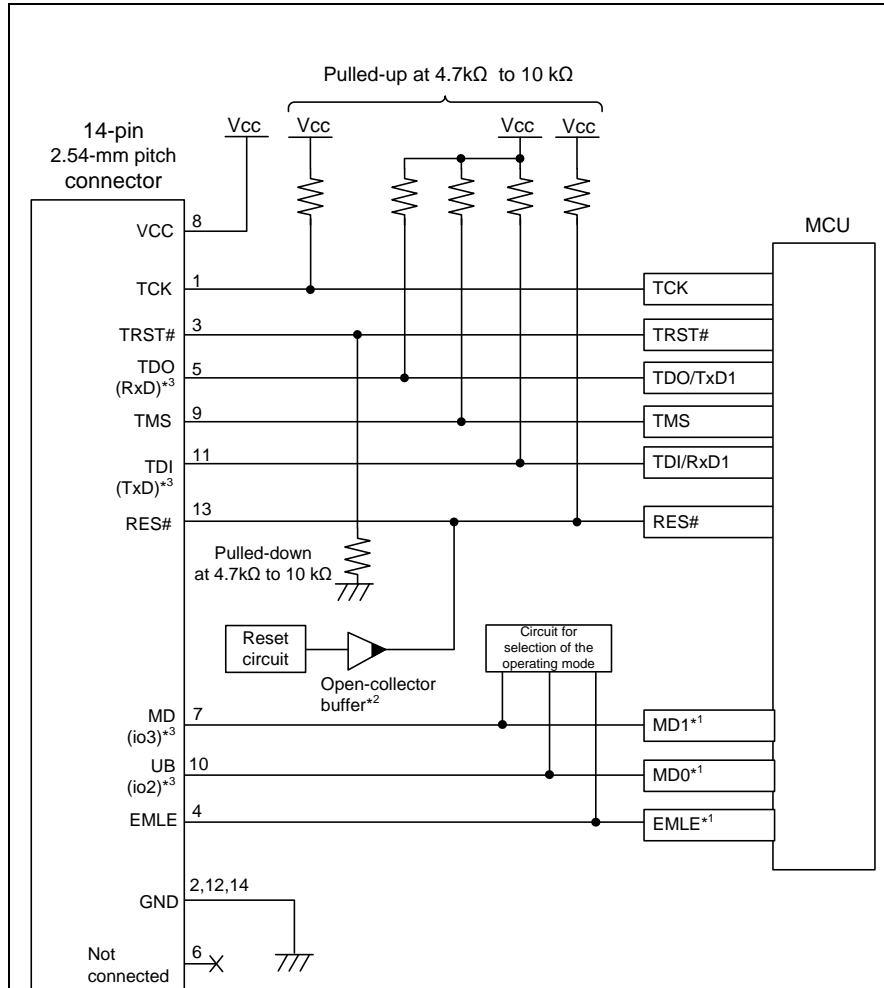 Pulled-up at 4.7kΩ to 10 kΩ
14-pin
2.54-mm pitch
connector
Vcc
Vcc
Vcc
Vcc
MCU
VCC
8
TCK
1
TCK
TRST#
3
TRST#
TDO
(RxD)*3
5
TDO/TxD1
TMS
9
TMS
TDI
(TxD)*3
11
TDI/RxD1
RES#
13
RES#
Pulled-down
at 4.7kΩ to 10 kΩ
Reset
circuit
Open-collector
buffer*2
Circuit for
selection of the
operating mode
MD
(io3)*3
7
MD1*1
UB
(io2)*3
10
MD0*1
EMLE
4
EMLE*1
GND
2,12,14
Not
connected
6